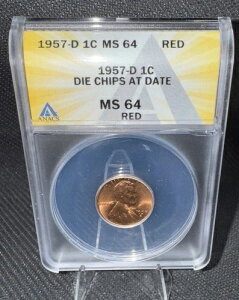 1957-D 1C MS 64 RED
1957-D 1C
DIE CHIPS AT DATE
MS 64
RED
ANACS